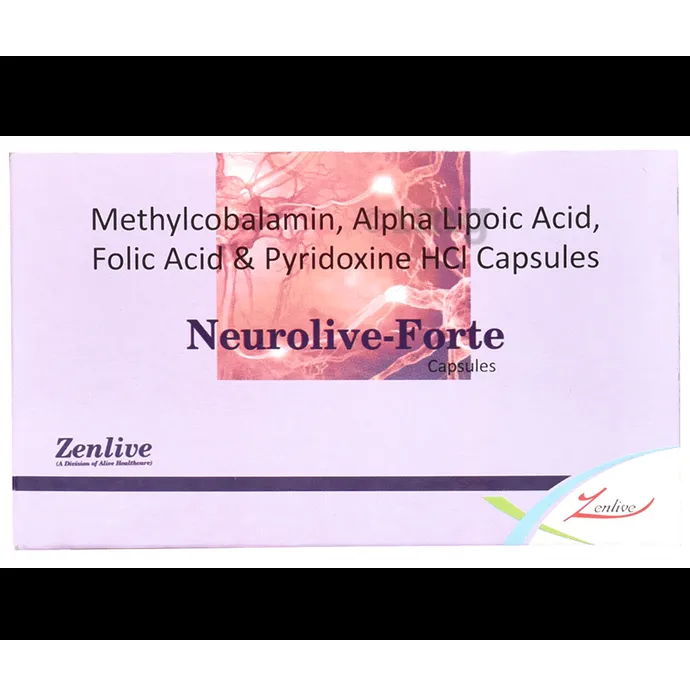 Methylcobalamin, Alpha Lipoic Acid,
Folic Acid & Pyridoxine HCl Capsules
Neurolive-Forte
Capsules
Zenlive
(A Division of Alive Healthcare)
Zenlive